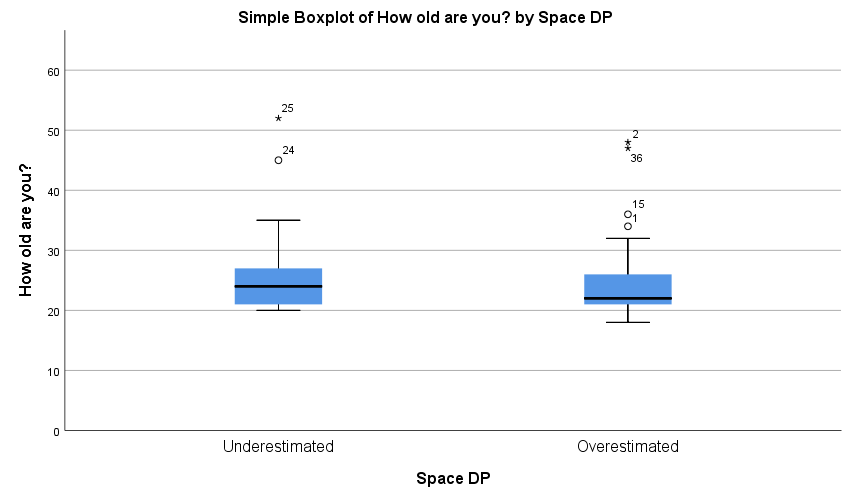 Simple Boxplot of How old are you? by Space DP
How old are you?
60
50
40
30
20
10
0
25
24
2
36
15
1
Underestimated
Overestimated
Space DP